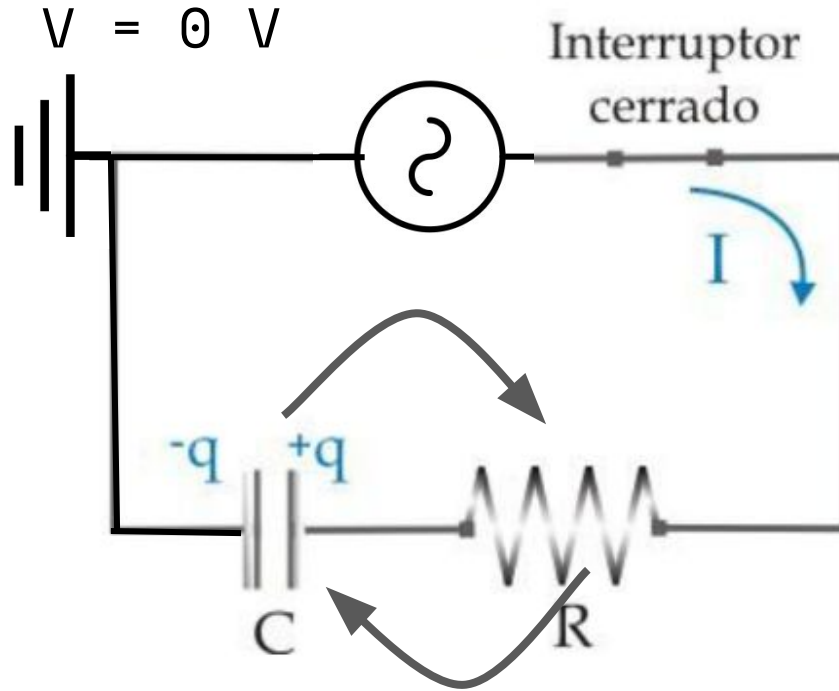 V = 0 V
Interruptor
cerrado
I
-q +q
C
R